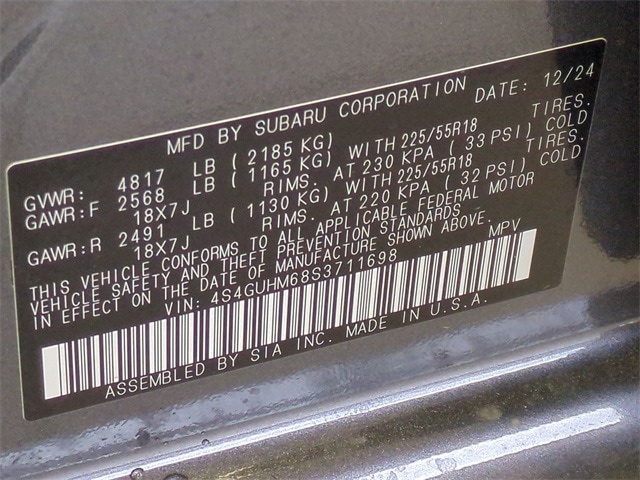 MFD BY SUBARU CORPORATION DATE: 12/24
GVWR: 4817 LB (2185 KG)
GAWR:F 2568 LB (1165 KG) WITH 225/55R18 TIRES.
18X7J RIMS. AT 230 KPA (33 PSI) COLD
GAWR:R 2491 LB (1130 KG) WITH 225/55R18 TIRES.
18X7J RIMS. AT 220 KPA (32 PSI) COLD
THIS VEHICLE CONFORMS TO ALL APPLICABLE FEDERAL MOTOR
VEHICLE SAFETY AND THEFT PREVENTION STANDARDS
IN EFFECT ON THE DATE OF MANUFACTURE SHOWN ABOVE.
VIN: 4S4GUHM68S3711698 MPV
ASSEMBLED BY SIA INC. MADE IN U.S.A.